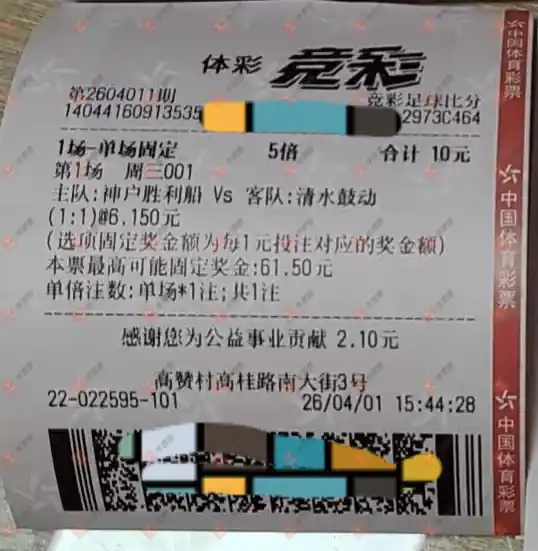 体彩 竞彩
第2604011期 竞彩足球比分
14044160913535 2973C464
1场-单场固定 5倍 合计 10元
第1场 周三001
主队:神户胜利船 Vs 客队:清水鼓动
(1:1)@6.150元
(选项固定奖金额为每1元投注对应的奖金额)
本票最高可能固定奖金:61.50元
单倍注数:单场*1注;共1注
感谢您为公益事业贡献 2.10元
高赞村高桂路南大街3号
22-022595-101 26/04/01 15:44:28
中国体育彩票
中国体育彩票
中国体育彩票